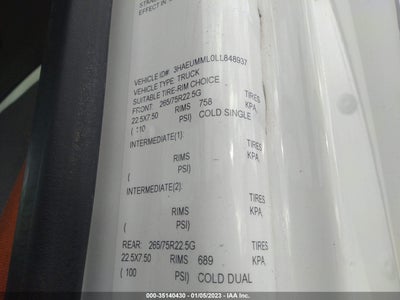 EFFECT IN
VEHICLE ID# 3HAEUMML0LL848937
VEHICLE TYPE TRUCK
SUITABLE TIRE-RIM CHOICE
FRONT: 265/75R22.5G TIRES
22.5X7.50 RIMS 758 KPA,
( 110 PSI) COLD SINGLE
INTERMEDIATE(1): TIRES
RIMS KPA,
( PSI)
INTERMEDIATE(2): TIRES
RIMS KPA,
( PSI)
REAR: 265/75R22.5G TIRES
22.5X7.50 RIMS 689 KPA,
( 100 PSI) COLD DUAL
000-35140430 - 01/05/2023 - IAA, Inc.